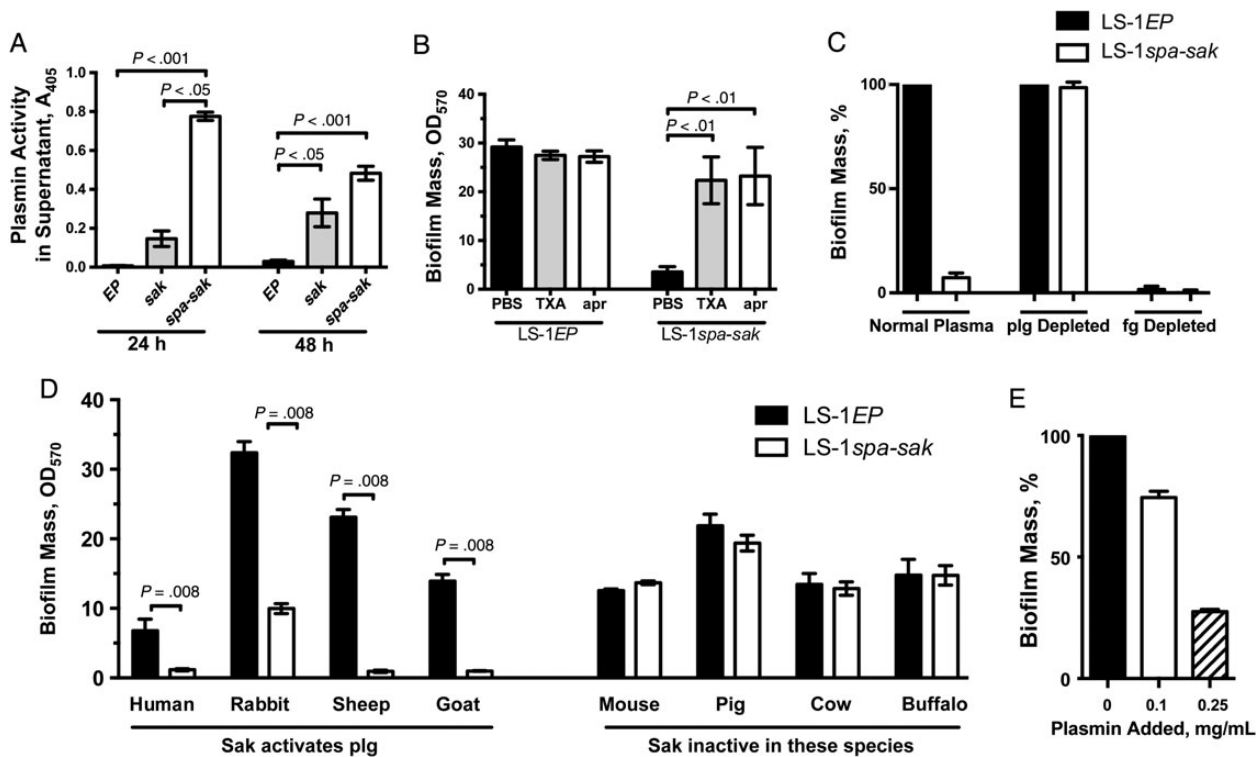 A
Plasmin Activity
in Supernatant, A405
P < .001
P < .05
P < .001
P < .05
1.0
0.8
0.6
0.4
0.2
0.0
EP
sak
spa-sak
EP
sak
spa-sak
24 h
48 h
B
Biofilm Mass, OD570
P < .01
P < .01
40
30
20
10
0
PBS
TXA
apr
PBS
TXA
apr
LS-1EP
LS-1spa-sak
C
LS-1EP
LS-1spa-sak
Biofilm Mass, %
100
50
0
Normal Plasma
plg Depleted
fg Depleted
D
Biofilm Mass, OD570
40
30
20
10
0
P = .008
P = .008
P = .008
P = .008
LS-1EP
LS-1spa-sak
Human
Rabbit
Sheep
Goat
Mouse
Pig
Cow
Buffalo
Sak activates plg
Sak inactive in these species
E
Biofilm Mass, %
100
50
0
0
0.1
0.25
Plasmin Added, mg/mL